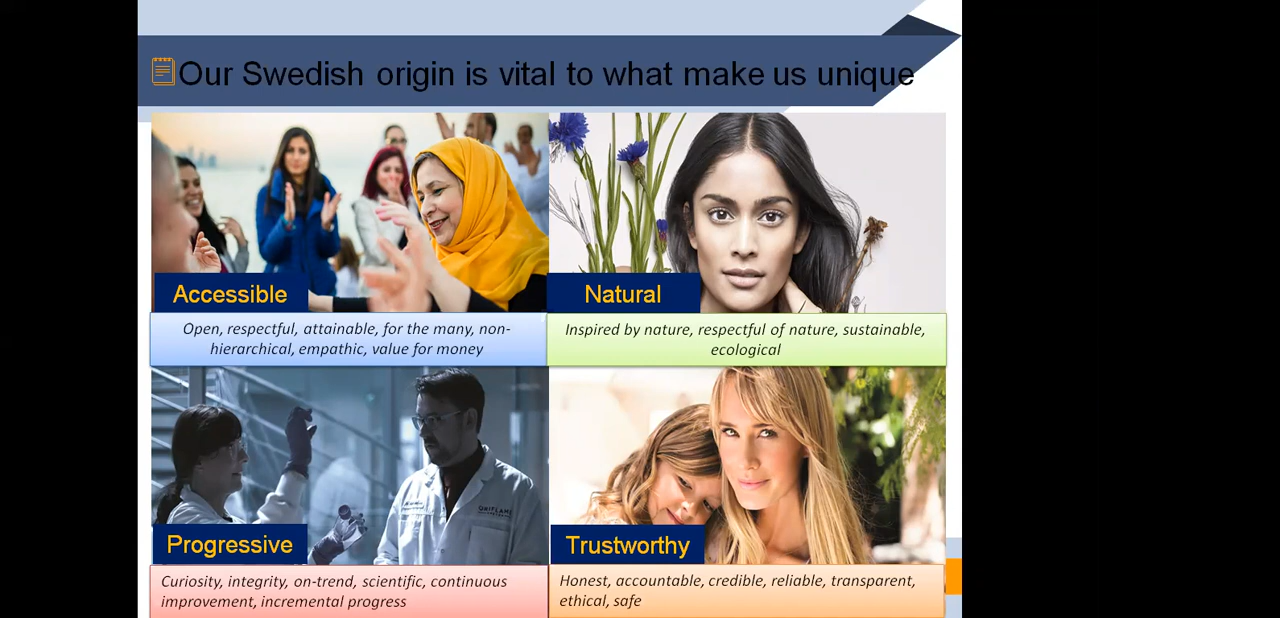 Our Swedish origin is vital to what make us unique
Accessible
Natural
Open, respectful, attainable, for the many, non-
hierarchical, empathic, value for money
Inspired by nature, respectful of nature, sustainable,
ecological
ORIFLAME
Progressive
Trustworthy
Curiosity, integrity, on-trend, scientific, continuous
improvement, incremental progress
Honest, accountable, credible, reliable, transparent,
ethical, safe